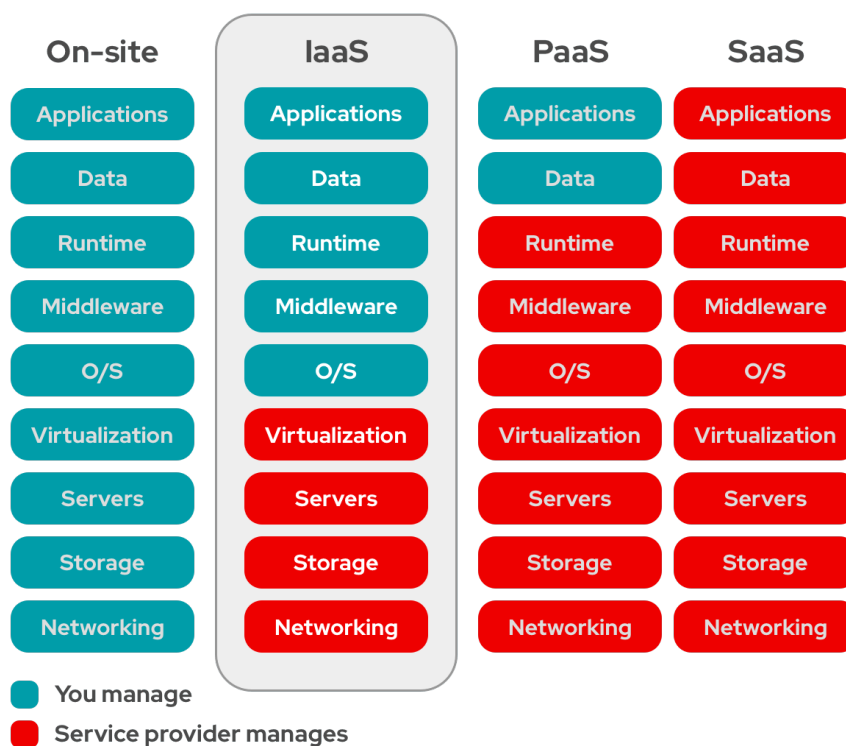 On-site IaaS PaaS SaaS
Applications Applications Applications Applications
Data Data Data Data
Runtime Runtime Runtime Runtime
Middleware Middleware Middleware Middleware
O/S O/S O/S O/S
Virtualization Virtualization Virtualization Virtualization
Servers Servers Servers Servers
Storage Storage Storage Storage
Networking Networking Networking Networking
You manage
Service provider manages